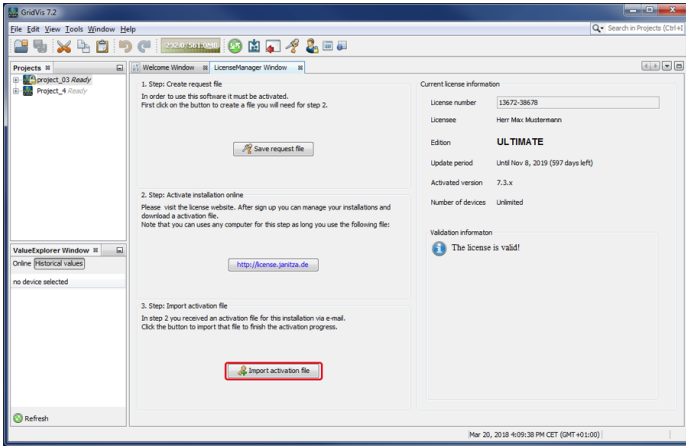 GridVis 7.2
File Edit View Tools Window Help
Search in Projects (Ctrl+I
Projects
Welcome Window
LicenseManager Window
project_03 Ready
Project_4 Ready
1. Step: Create request file
In order to use this software it must be activated.
First dick on the button to create a file you will need for step 2.
Save request file
2. Step: Activate installation online
Please visit the license website. After sign up you can manage your installations and
download a activation file.
Note that you can uses any computer for this step as long you use the following file:
http://license.janitza.de
3. Step: Import activation file
In step 2 you received an activation file for this installation via e-mail.
Click the button to import that file to finish the activation progress.
Import activation file
Current license information
License number 13672-38678
Licensee Herr Max Mustermann
Edition ULTIMATE
Update period Until Nov 8, 2019 (597 days left)
Activated version 7.3.x
Number of devices Unlimited
Validation informaton
The license is valid!
ValueExplorer Window
Online Historical values
no device selected
Refresh
Mar 20, 2018 4:09:38 PM CET (GMT+01:00)